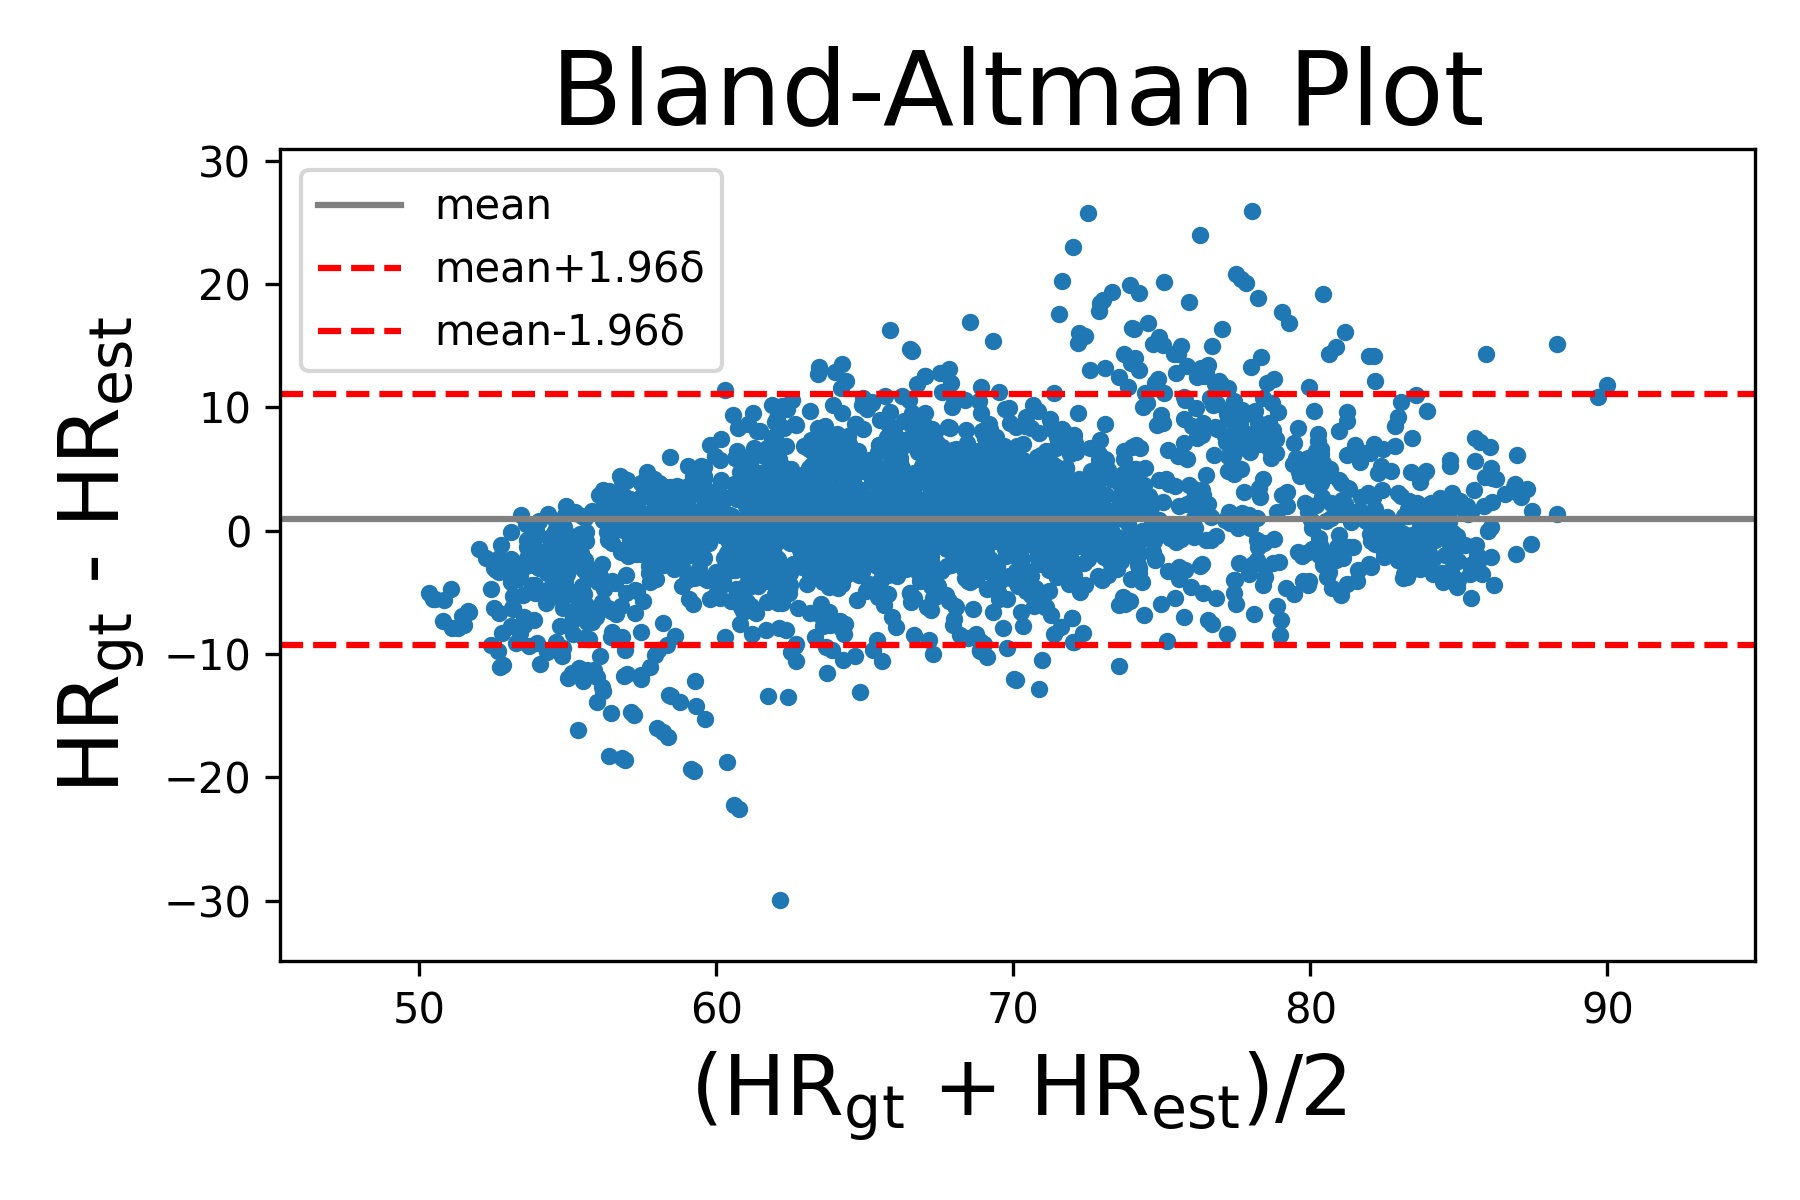 Bland-Altman Plot
mean
mean+1.96δ
mean-1.96δ
HRgt - HRest
30
20
10
0
−10
−20
−30
50 60 70 80 90
(HRgt + HRest)/2